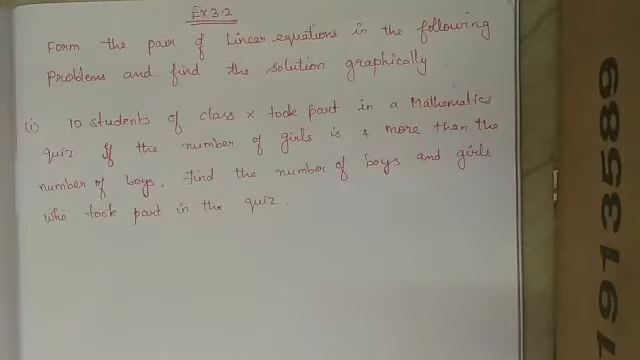 EX 3.2
Form the pair of Linear equations in the following
problems and find the solution graphically.
(i) 10 students of class x took part in a Mathematics
quiz If the number of girls is 4 more than the
number of boys. Find the number of boys and girls
who took part in the quiz.
1913589